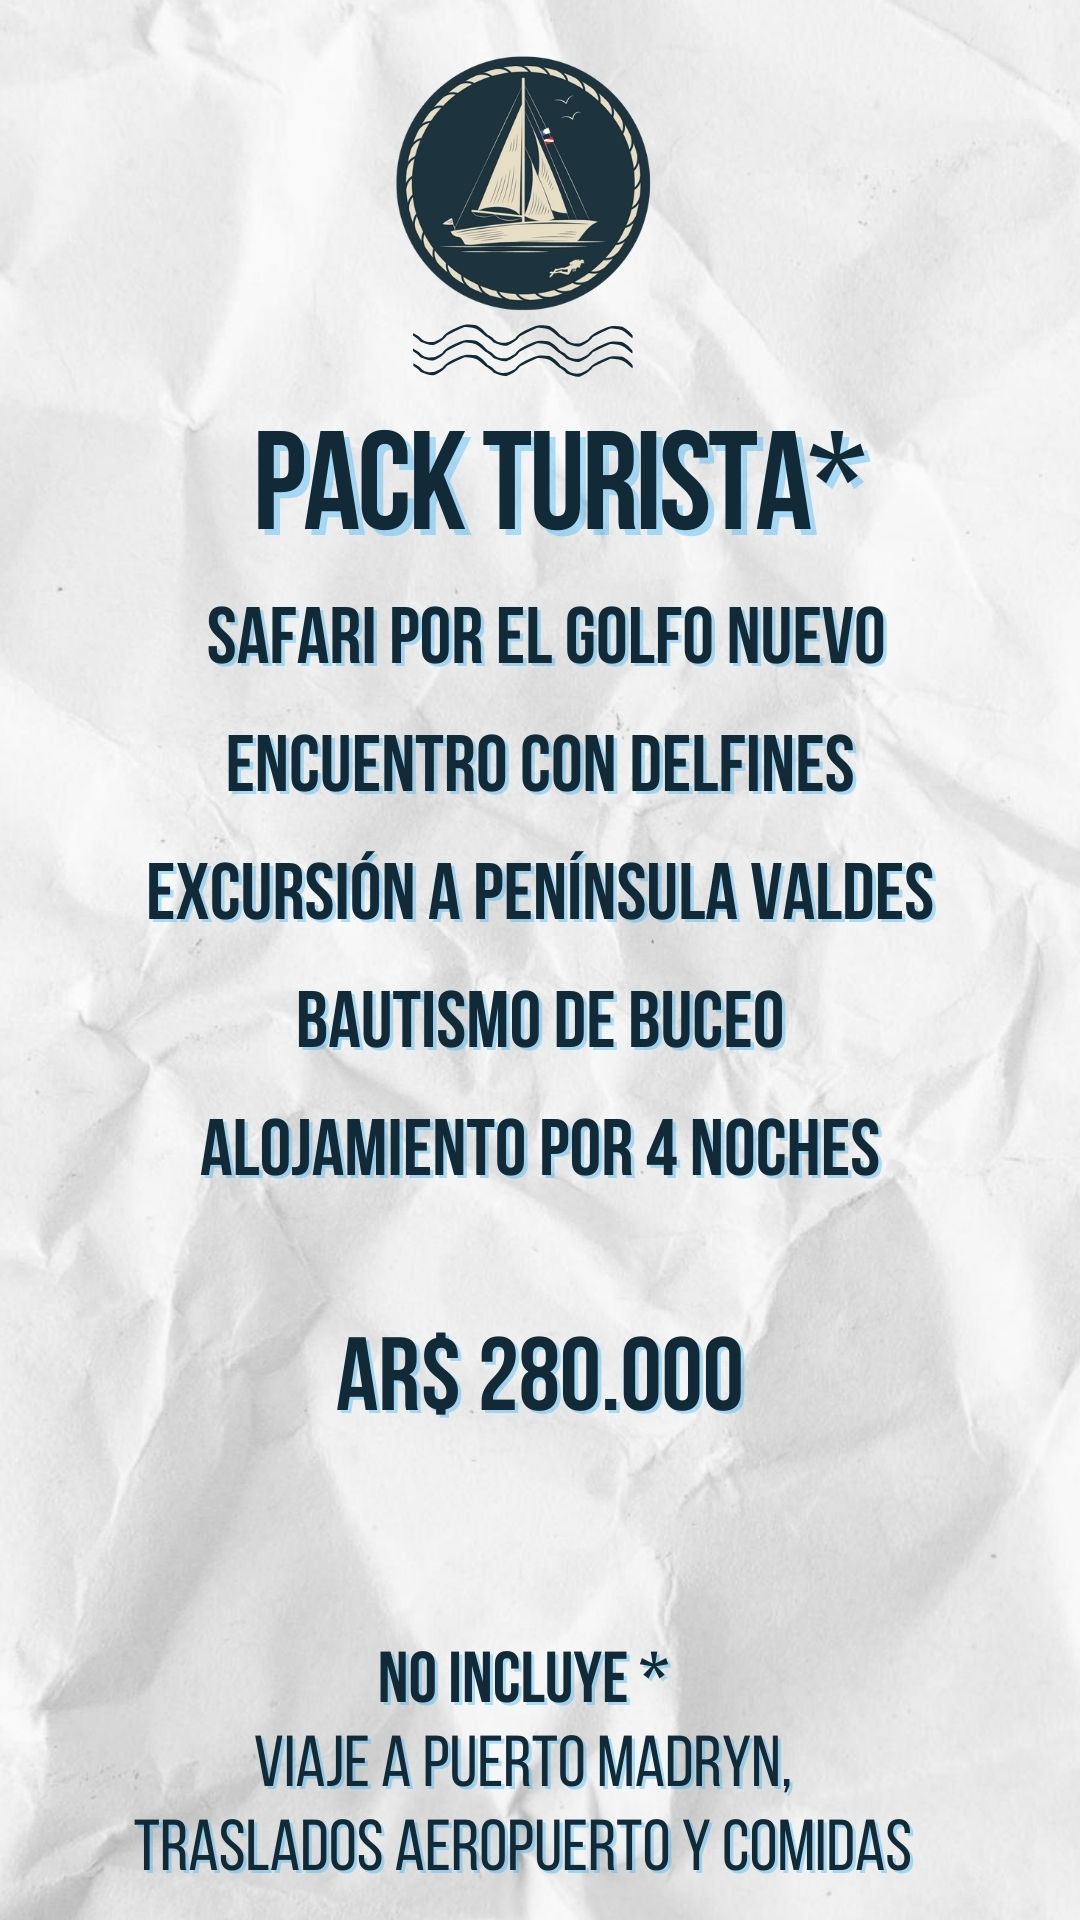 PACK TURISTA*
SAFARI POR EL GOLFO NUEVO
ENCUENTRO CON DELFINES
EXCURSIÓN A PENÍNSULA VALDES
BAUTISMO DE BUCEO
ALOJAMIENTO POR 4 NOCHES
AR$ 280.000
NO INCLUYE *
VIAJE A PUERTO MADRYN,
TRASLADOS AEROPUERTO Y COMIDAS